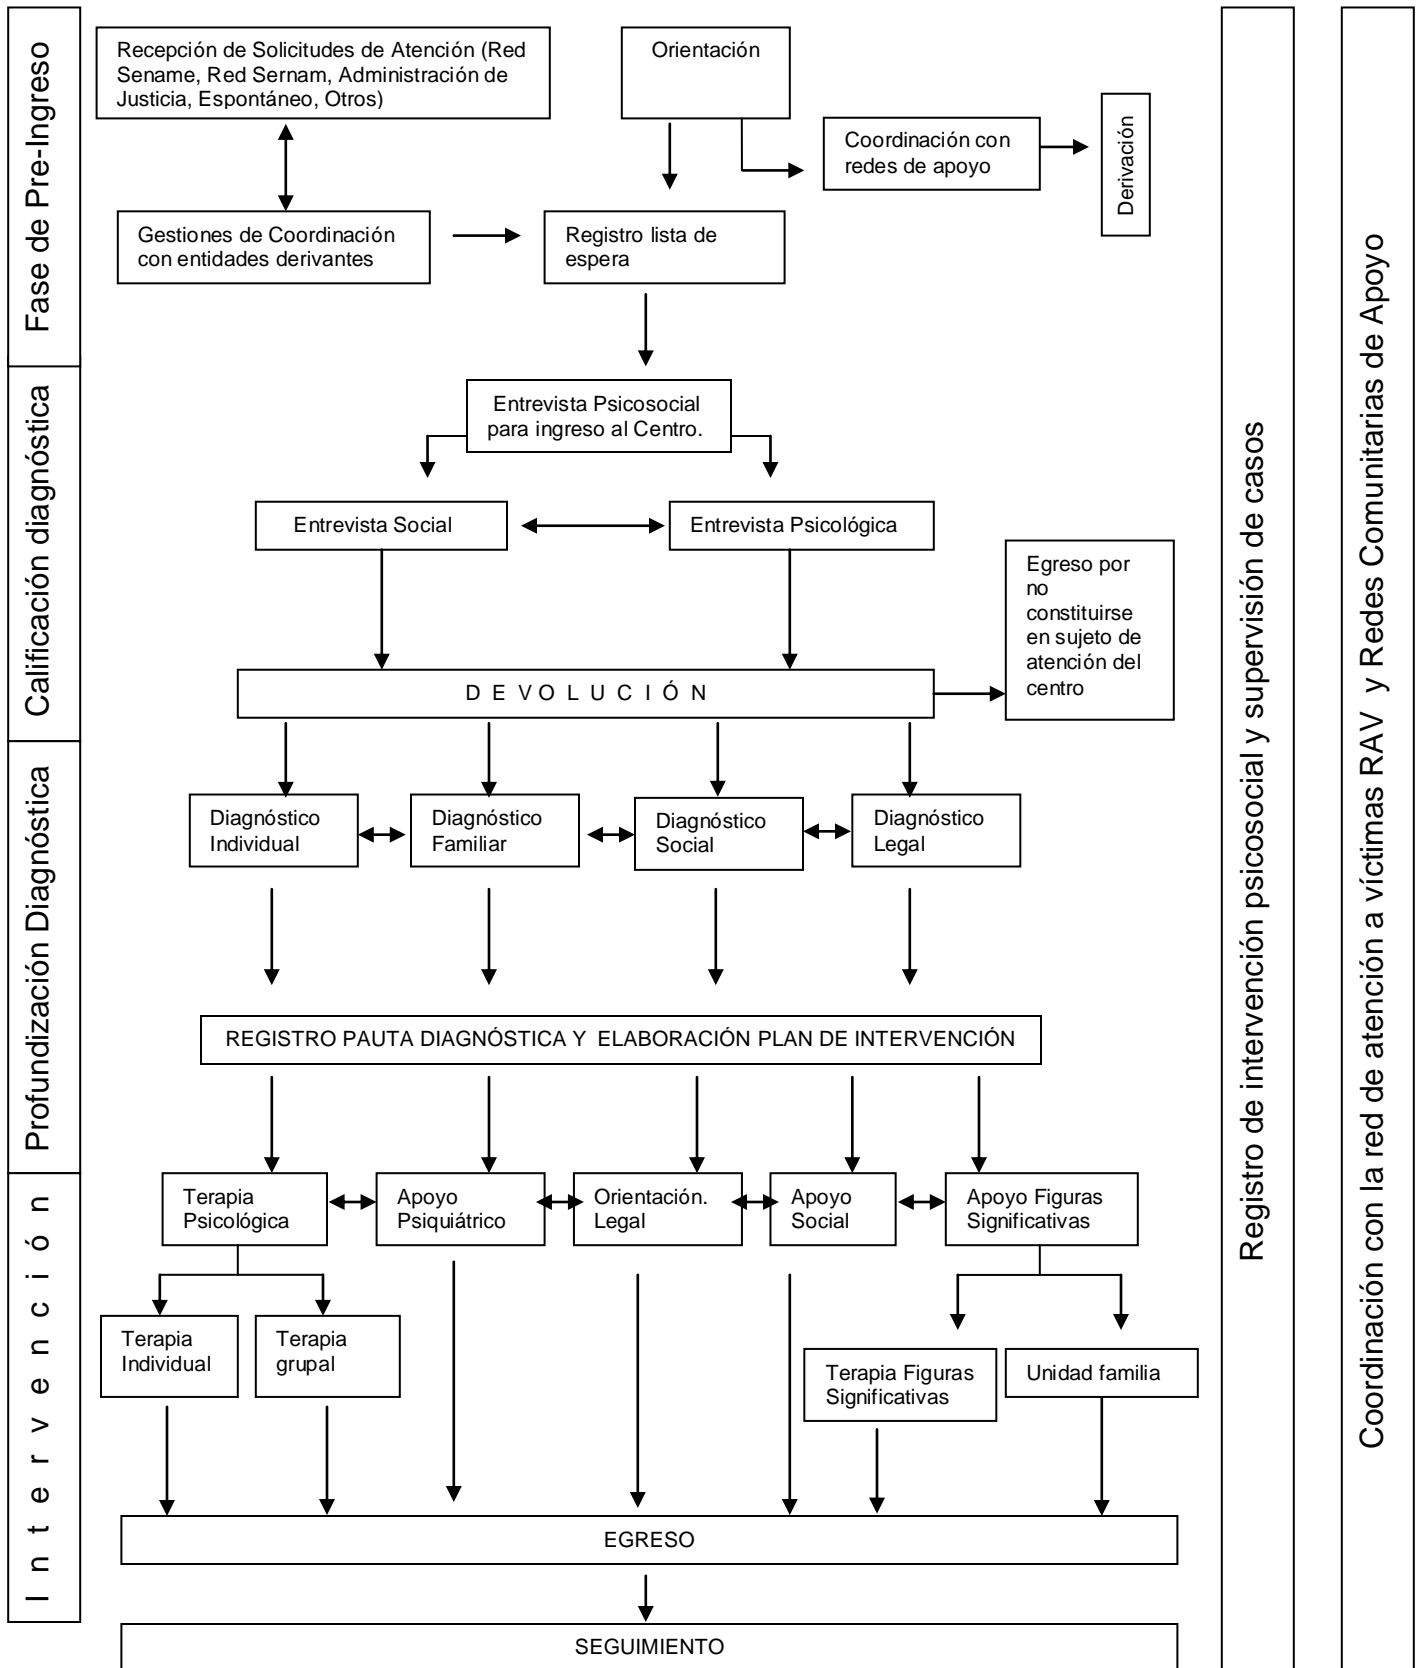 Fase de Pre-Ingreso
Recepción de Solicitudes de Atención (Red
Sename, Red Sernam, Administración de
Justicia, Espontáneo, Otros)
Orientación
Coordinación con
redes de apoyo
Derivación
Gestiones de Coordinación
con entidades derivantes
Registro lista de
espera
Calificación diagnóstica
Entrevista Psicosocial
para ingreso al Centro.
Entrevista Social
Entrevista Psicológica
Egreso por
no
constituirse
en sujeto de
atención del
centro
D E V O L U C I Ó N
Profundización Diagnóstica
Diagnóstico
Individual
Diagnóstico
Familiar
Diagnóstico
Social
Diagnóstico
Legal
REGISTRO PAUTA DIAGNÓSTICA Y ELABORACIÓN PLAN DE INTERVENCIÓN
I n t e r v e n c i ó n
Terapia
Psicológica
Apoyo
Psiquiátrico
Orientación.
Legal
Apoyo
Social
Apoyo Figuras
Significativas
Terapia
Individual
Terapia
grupal
Terapia Figuras
Significativas
Unidad familia
EGRESO
SEGUIMIENTO
Registro de intervención psicosocial y supervisión de casos
Coordinación con la red de atención a víctimas RAV y Redes Comunitarias de Apoyo